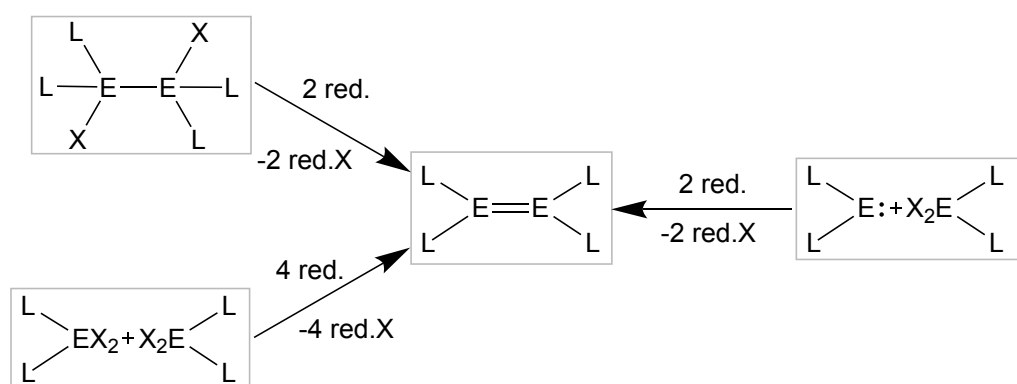 L X
L E E L
X L
2 red.
-2 red.X
L L
E E
L L
2 red.
-2 red.X
L L
E: + X₂E
L L
4 red.
-4 red.X
L L
EX₂ + X₂E
L L